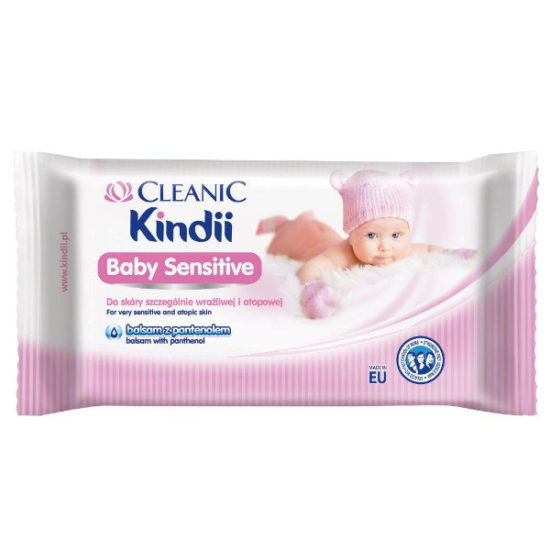 CLEANIC
Kindii
Baby Sensitive
Do skóry szczególnie wrażliwej i atopowej
For very sensitive and atopic skin
balsam z pantenolem
balsam with panthenol
www.kindii.pl
MADE IN
EU